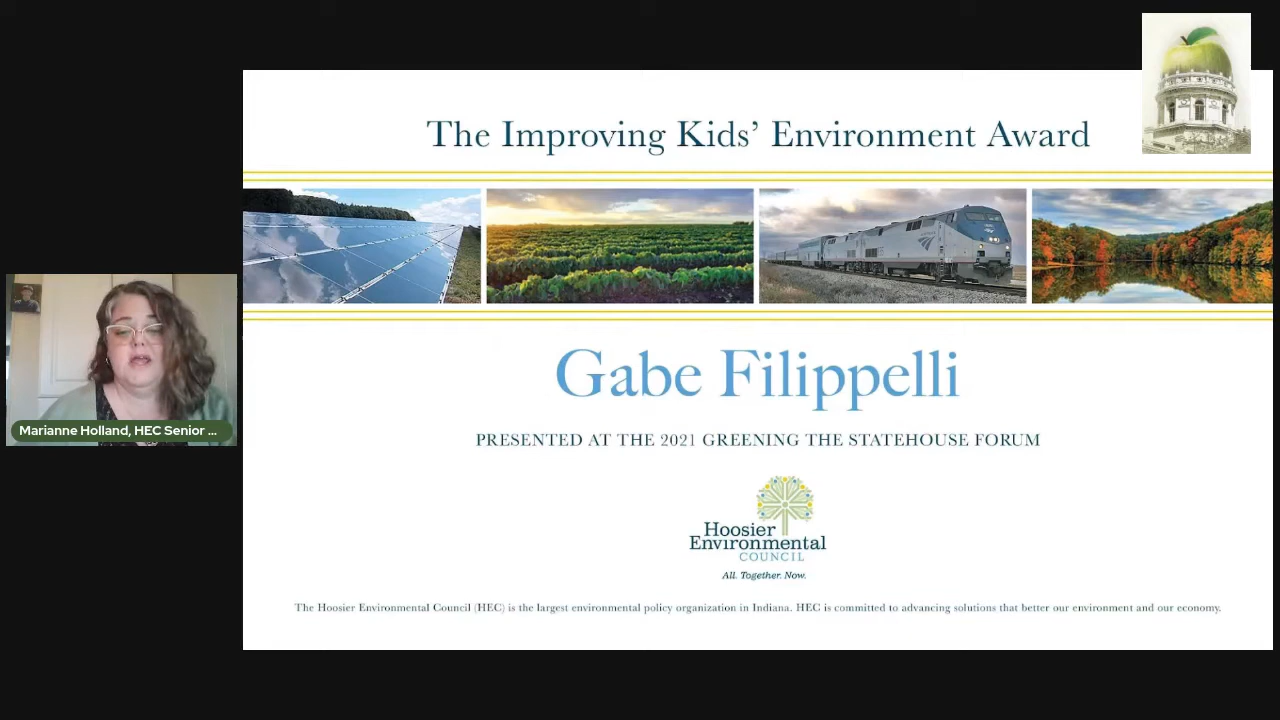 The Improving Kids’ Environment Award
Marianne Holland, HEC Senior ...
Gabe Filippelli
PRESENTED AT THE 2021 GREENING THE STATEHOUSE FORUM
Hoosier
Environmental
COUNCIL
All. Together. Now.
The Hoosier Environmental Council (HEC) is the largest environmental policy organization in Indiana. HEC is committed to advancing solutions that better our environment and our economy.